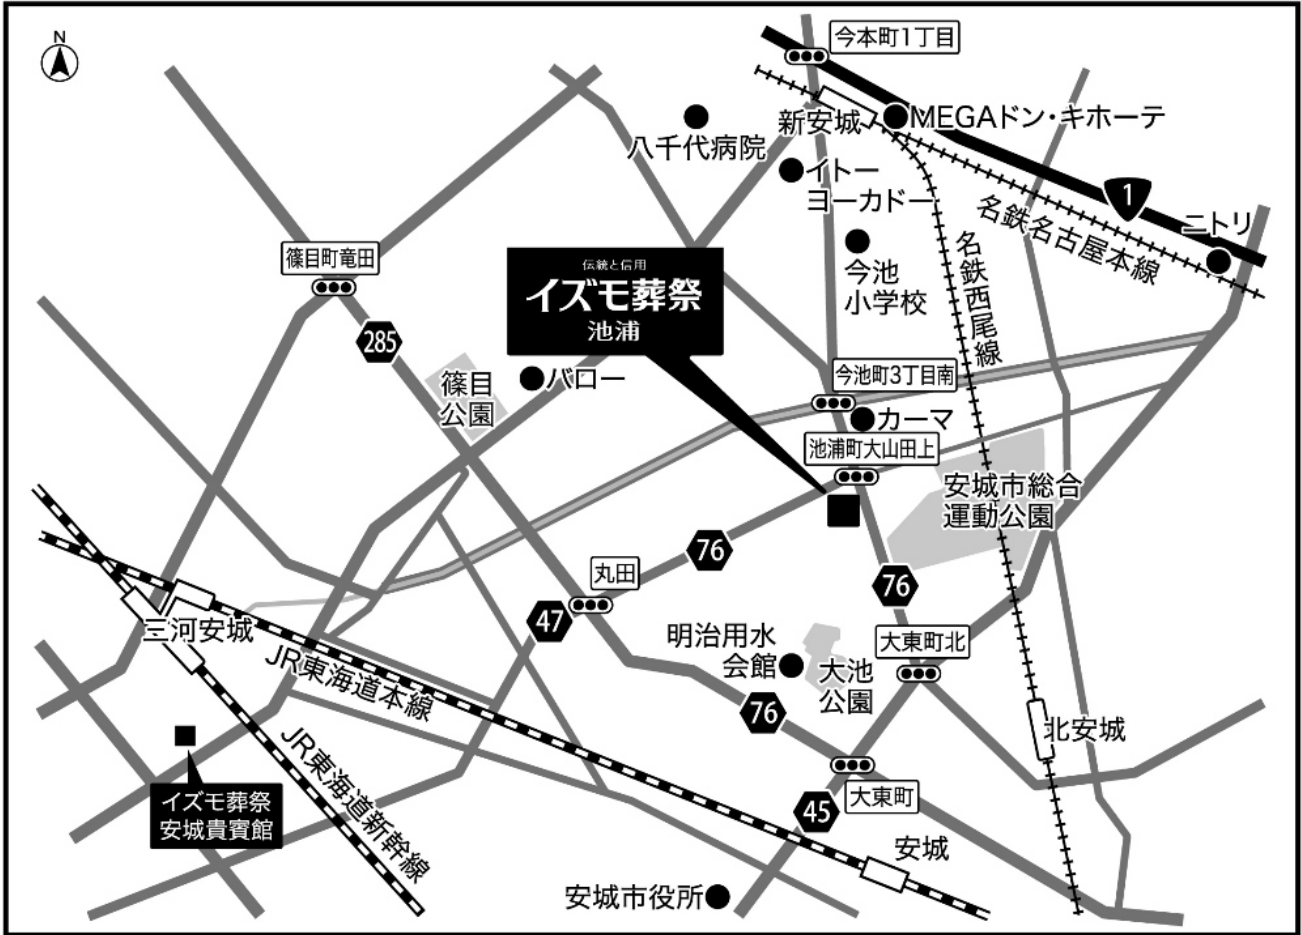 N
今本町1丁目
新安城
MEGAドン・キホーテ
八千代病院
イトー
ヨーカドー
1
ニトリ
名鉄名古屋本線
名鉄西尾線
今池
小学校
篠目町竜田
伝統と信用
イズモ葬祭
池浦
285
篠目
公園
バロー
今池町3丁目南
カーマ
池浦町大山田上
安城市総合
運動公園
76
丸田
76
47
明治用水
会館
大池
公園
大東町北
三河安城
JR東海道本線
76
北安城
JR東海道新幹線
イズモ葬祭
安城貴賓館
大東町
45
安城
安城市役所